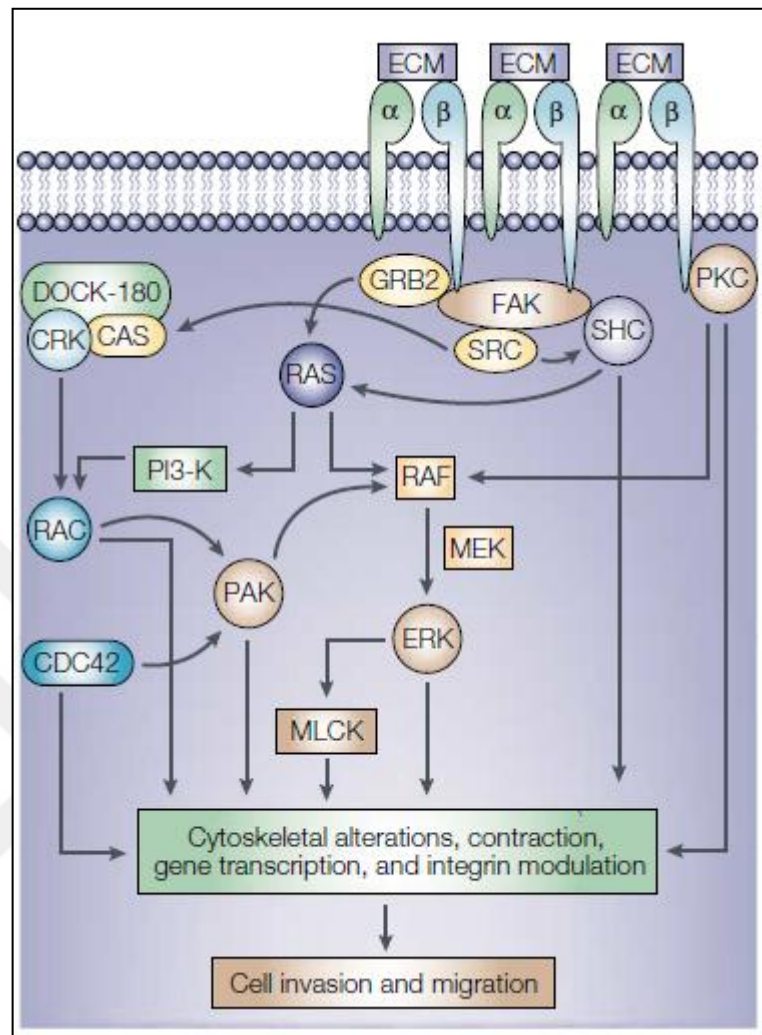 ECM ECM ECM
α β α β α β
GRB2
PKC
DOCK-180
FAK
CRK CAS
SRC
SHC
RAS
PI3-K
RAF
RAC
MEK
PAK
ERK
CDC42
MLCK
Cytoskeletal alterations, contraction,
gene transcription, and integrin modulation
Cell invasion and migration